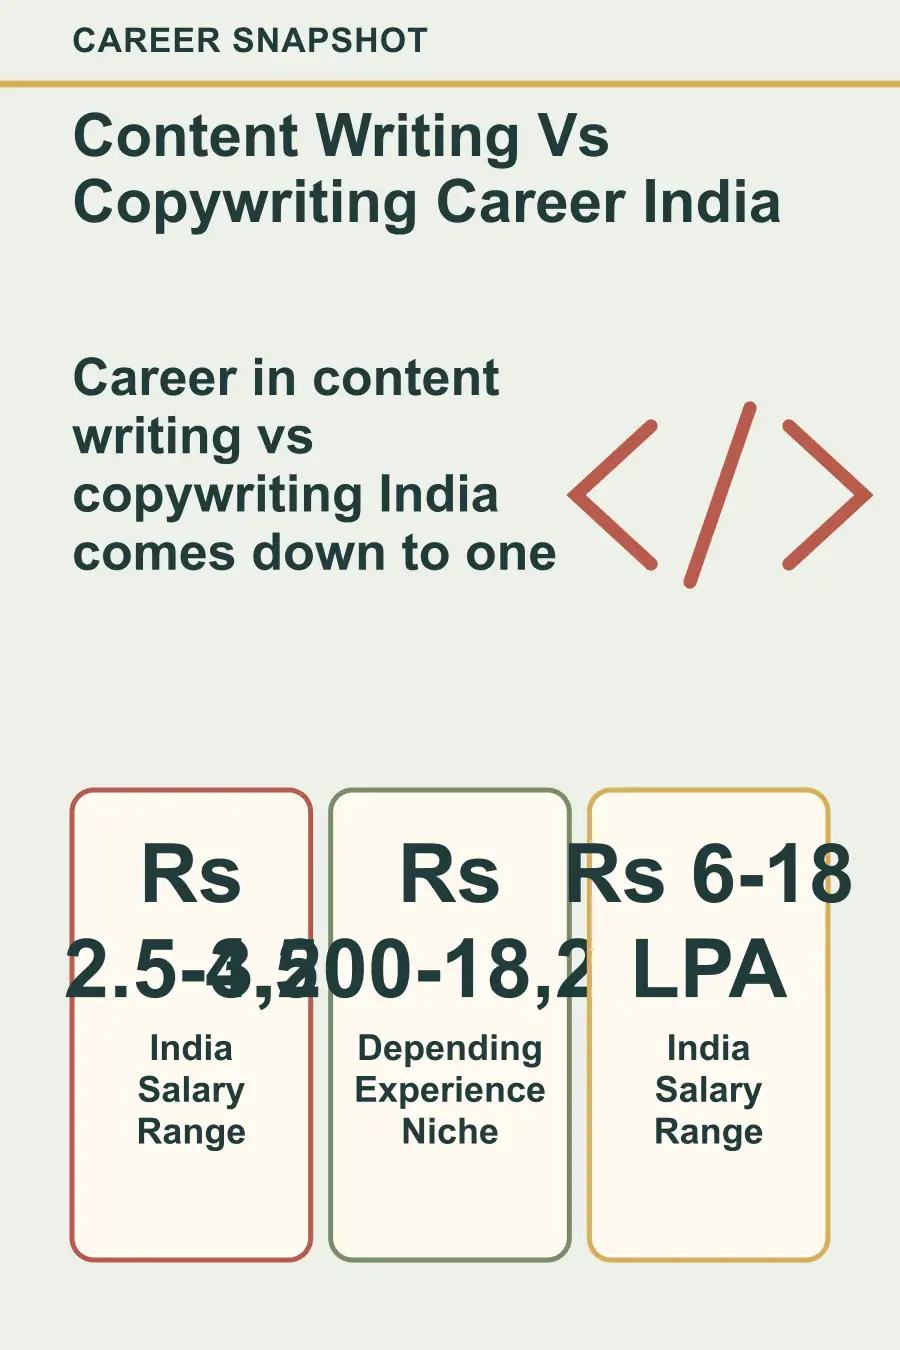 CAREER SNAPSHOT
Content Writing Vs
Copywriting Career India
Career in content
writing vs
copywriting India
comes down to one
Rs
India
Salary
Range
Rs
Depending
Experience
Niche
Rs 6-18
LPA
India
Salary
Range